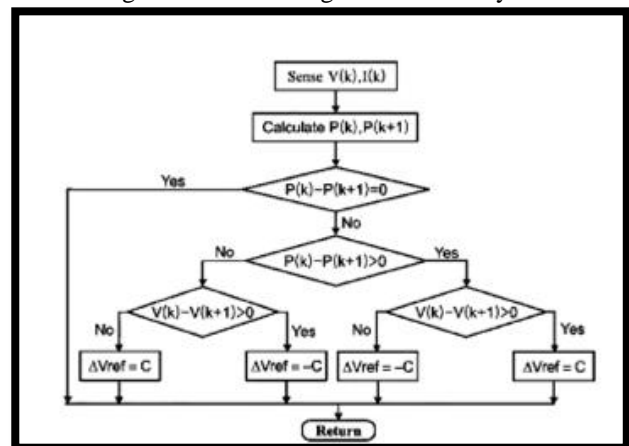 Sense V(k),I(k)
Calculate P(k),P(k+1)
Yes
P(k)–P(k+1)=0
No
No
P(k)–P(k+1)>0
Yes
V(k)–V(k+1)>0
V(k)–V(k+1)>0
No
Yes
No
Yes
ΔVref = C
ΔVref = –C
ΔVref = –C
ΔVref = C
Return